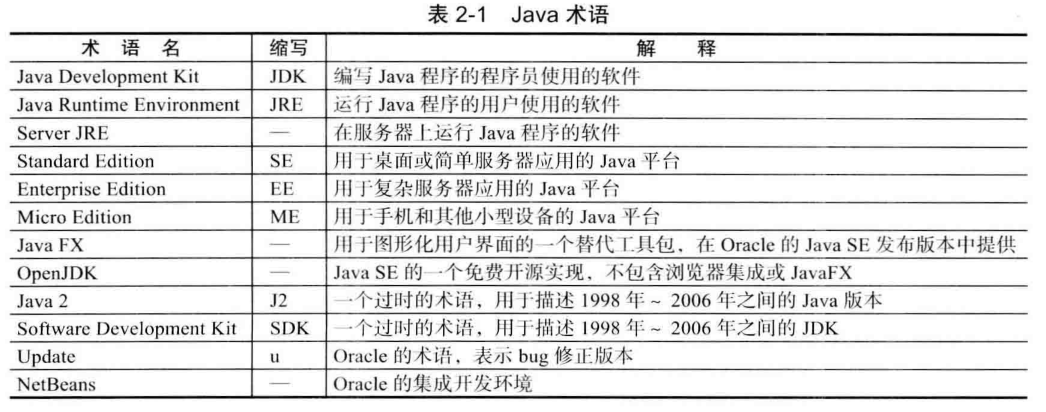 表 2-1 Java 术语
术 语 名 缩写 解 释
Java Development Kit JDK 编写 Java 程序的程序员使用的软件
Java Runtime Environment JRE 运行 Java 程序的用户使用的软件
Server JRE — 在服务器上运行 Java 程序的软件
Standard Edition SE 用于桌面或简单服务器应用的 Java 平台
Enterprise Edition EE 用于复杂服务器应用的 Java 平台
Micro Edition ME 用于手机和其他小型设备的 Java 平台
Java FX — 用于图形化用户界面的一个替代工具包，在 Oracle 的 Java SE 发布版本中提供
OpenJDK — Java SE 的一个免费开源实现，不包含浏览器集成或 JavaFX
Java 2 J2 一个过时的术语，用于描述 1998 年 ~ 2006 年之间的 Java 版本
Software Development Kit SDK 一个过时的术语，用于描述 1998 年 ~ 2006 年之间的 JDK
Update u Oracle 的术语，表示 bug 修正版本
NetBeans — Oracle 的集成开发环境